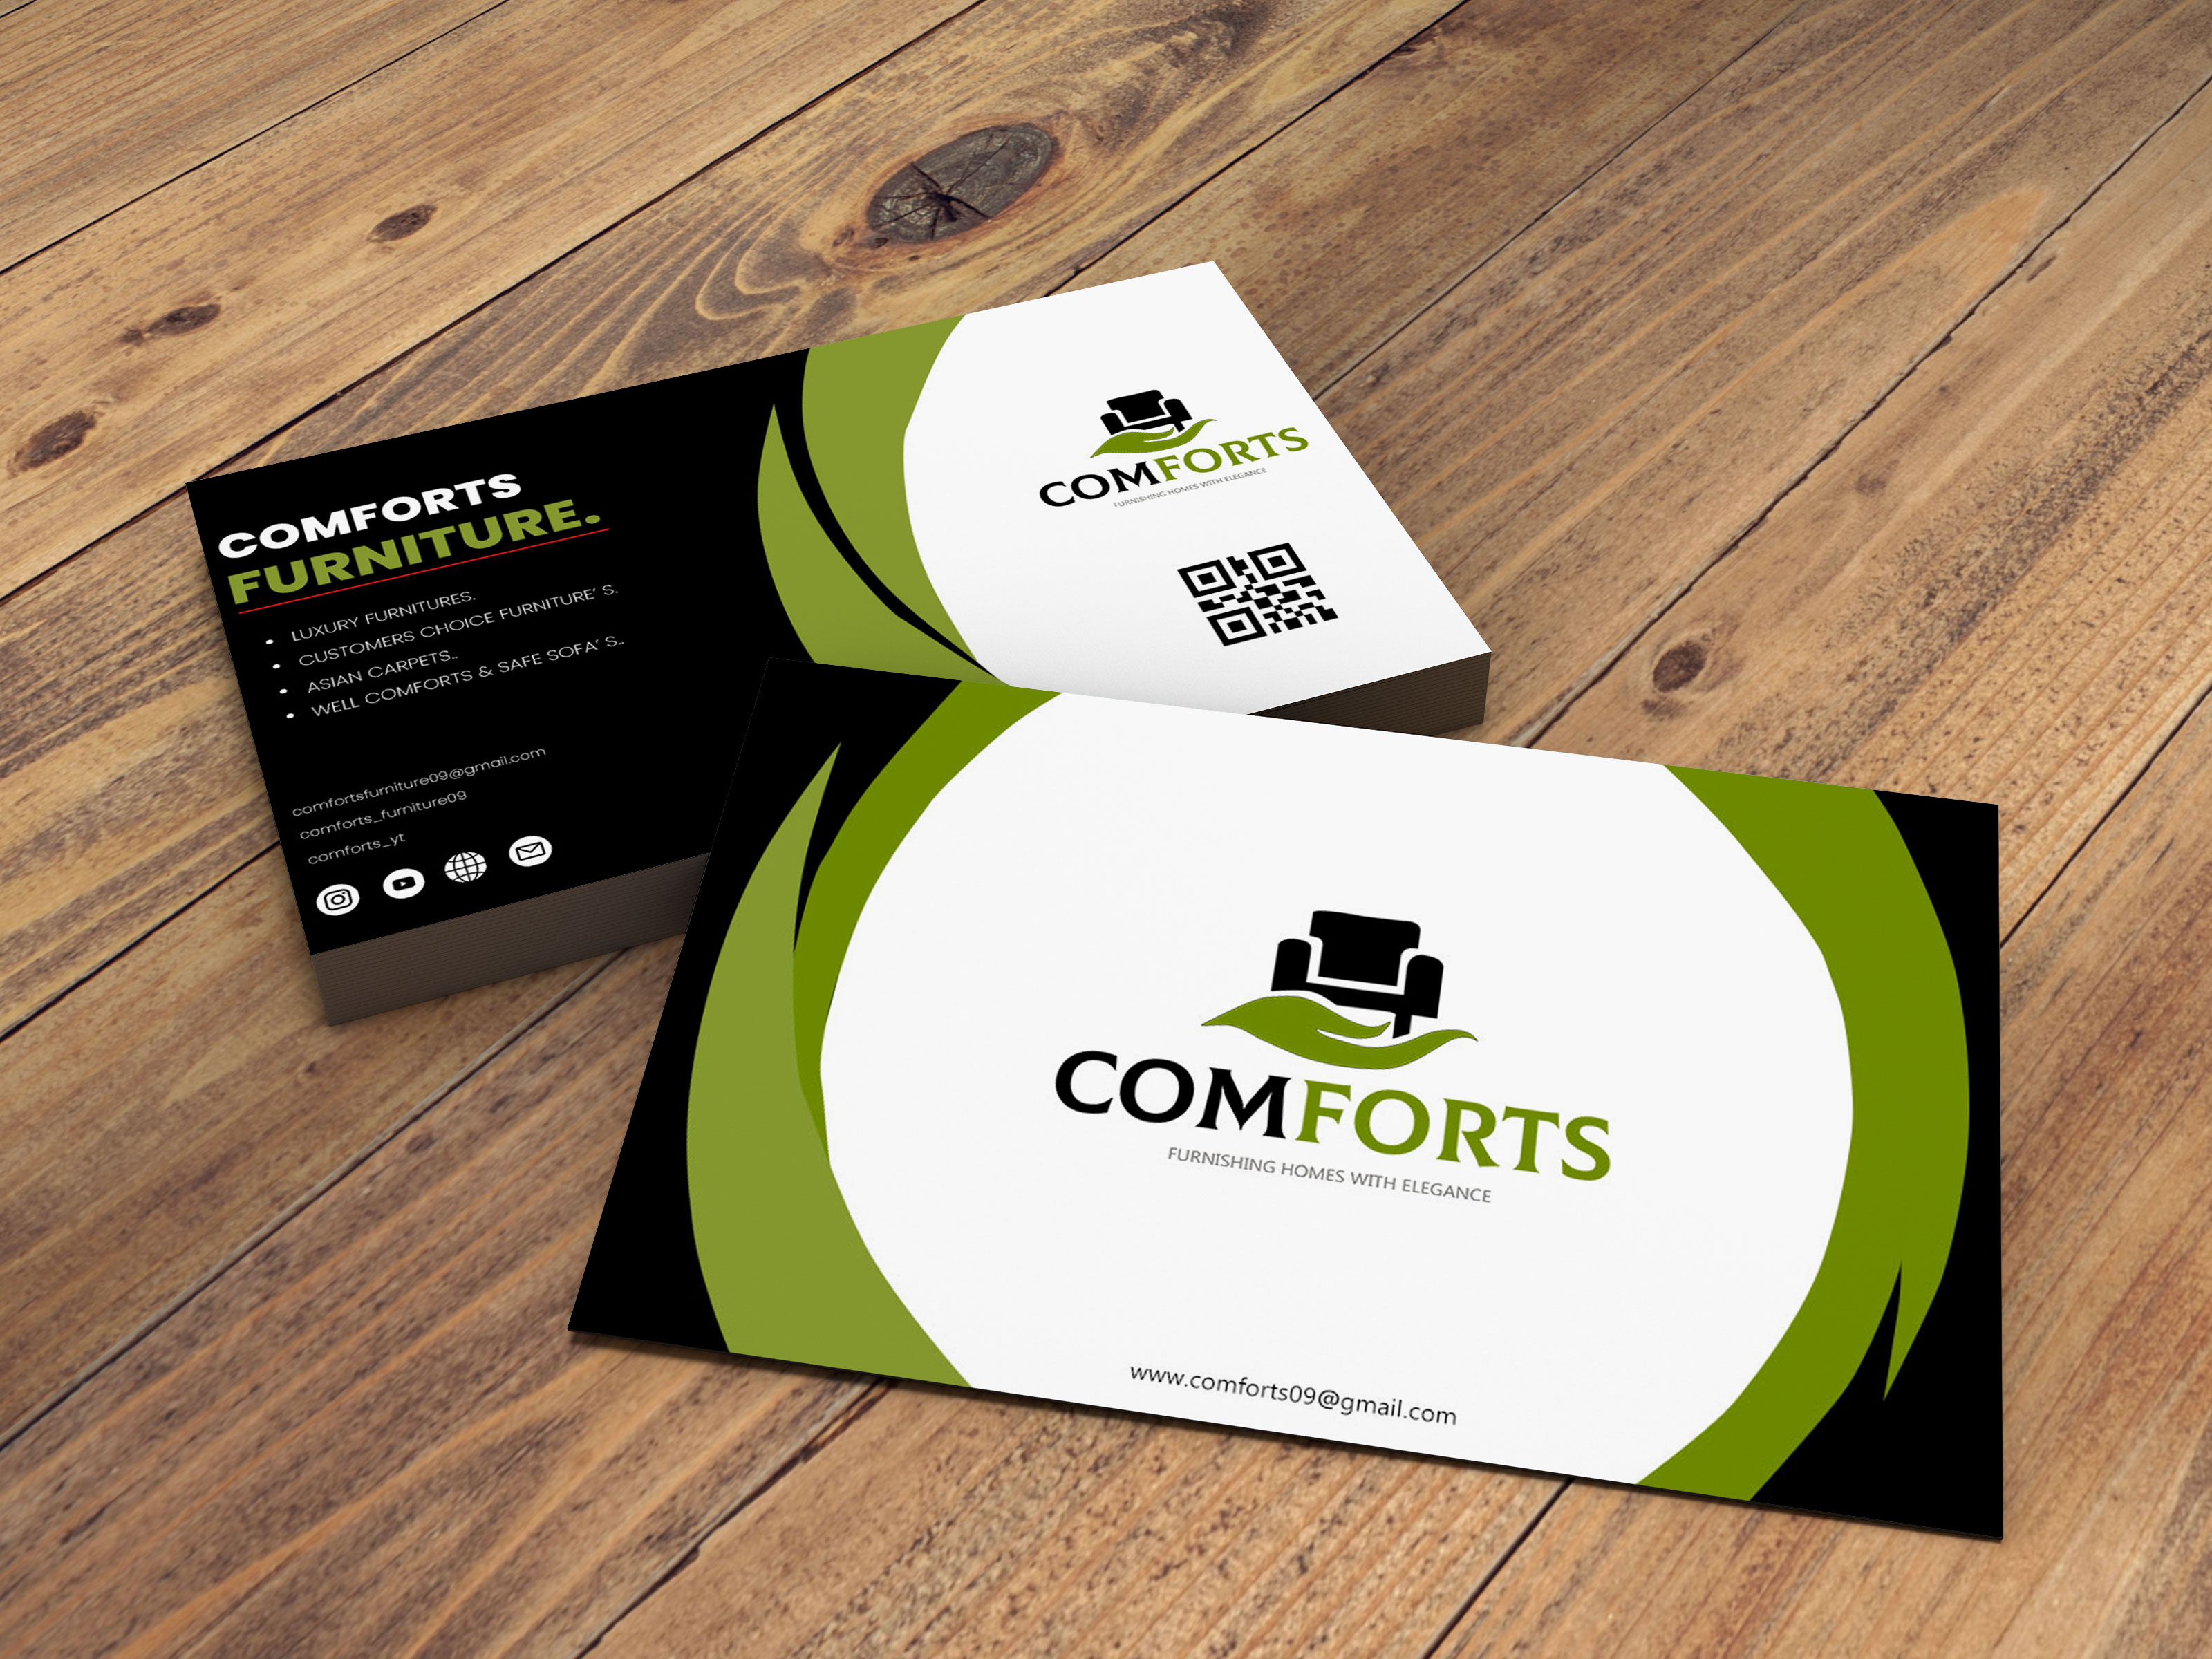 COMFORTS
FURNITURE.
• LUXURY FURNITURES.
• CUSTOMERS CHOICE FURNITURE' S.
• ASIAN CARPETS..
• WELL COMFORTS & SAFE SOFA' S..
comfortsfurniture09@gmail.com
comforts_furniture09
comforts_yt
COMFORTS
FURNISHING HOMES WITH ELEGANCE
COMFORTS
FURNISHING HOMES WITH ELEGANCE
www.comforts09@gmail.com